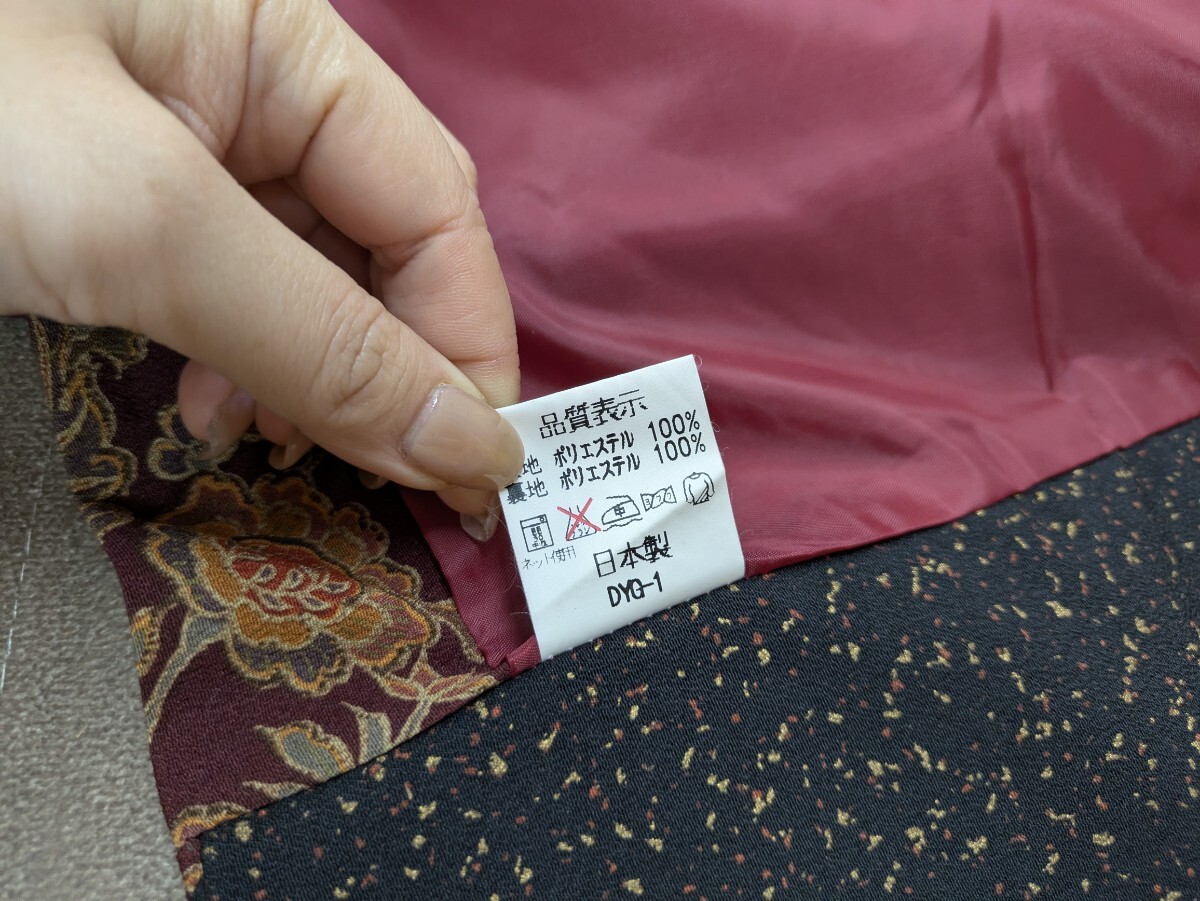 品質表示
地 ポリエステル 100%
裏地 ポリエステル 100%
中
ネット使用
日本製
DYG-1